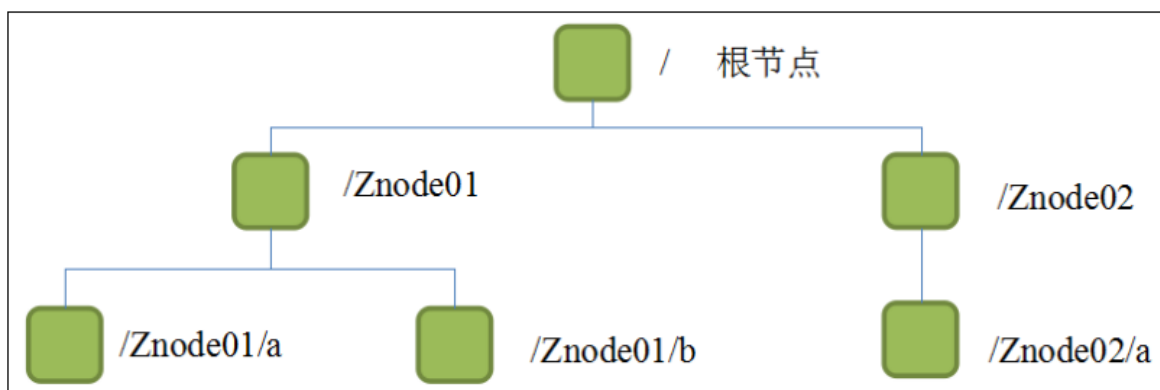 / 根节点
/Znode01
/Znode02
/Znode01/a
/Znode01/b
/Znode02/a